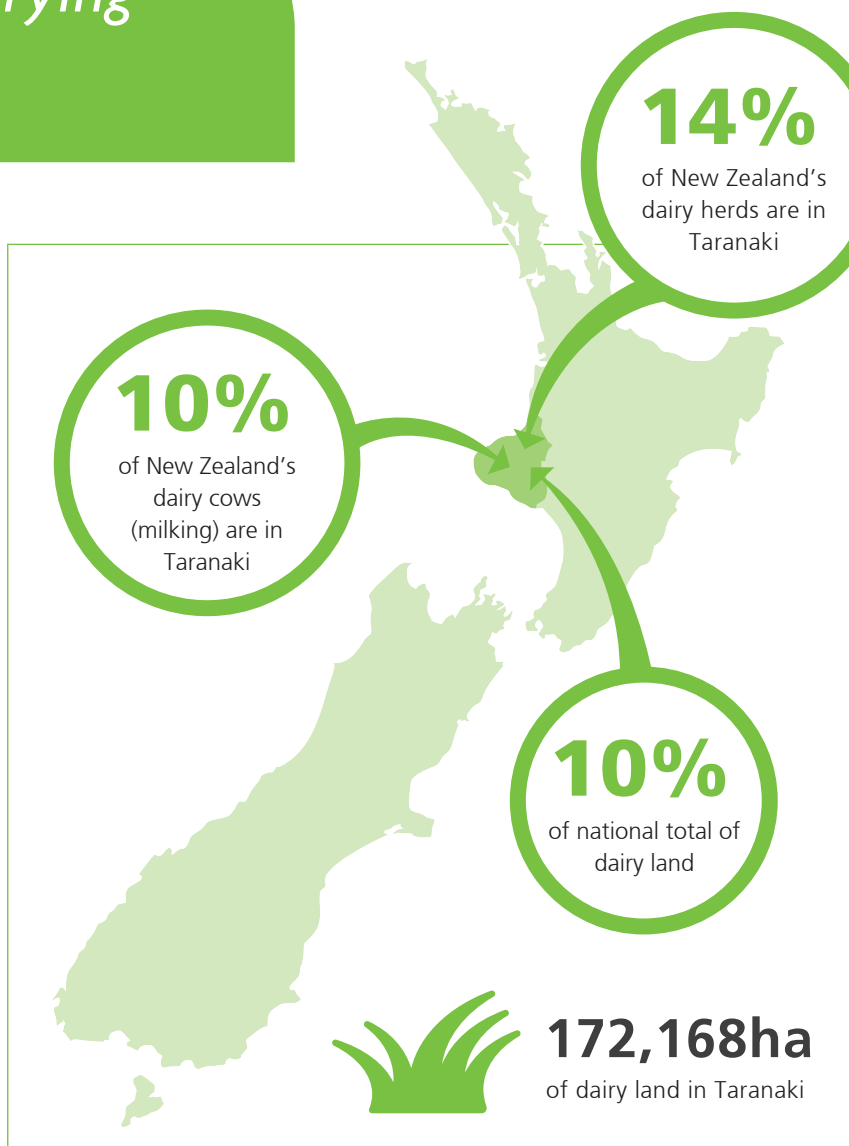 14%
of New Zealand's
dairy herds are in
Taranaki
10%
of New Zealand's
dairy cows
(milking) are in
Taranaki
10%
of national total of
dairy land
172,168ha
of dairy land in Taranaki